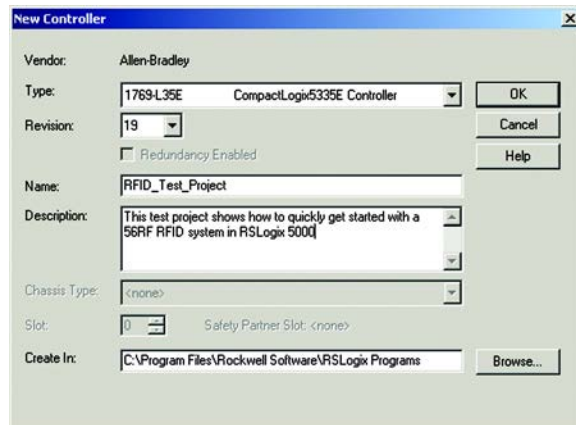 New Controller
Vendor: Allen-Bradley
Type: 1769-L35E CompactLogix5335E Controller
OK
Revision: 19
Cancel
Redundancy Enabled
Help
Name: RFID_Test_Project
Description: This test project shows how to quickly get started with a
56RF RFID system in RSLogix 5000
Chassis Type: <none>
Slot: 0 Safety Partner Slot: <none>
Create In: C:\Program Files\Rockwell Software\RSLogix Programs
Browse...